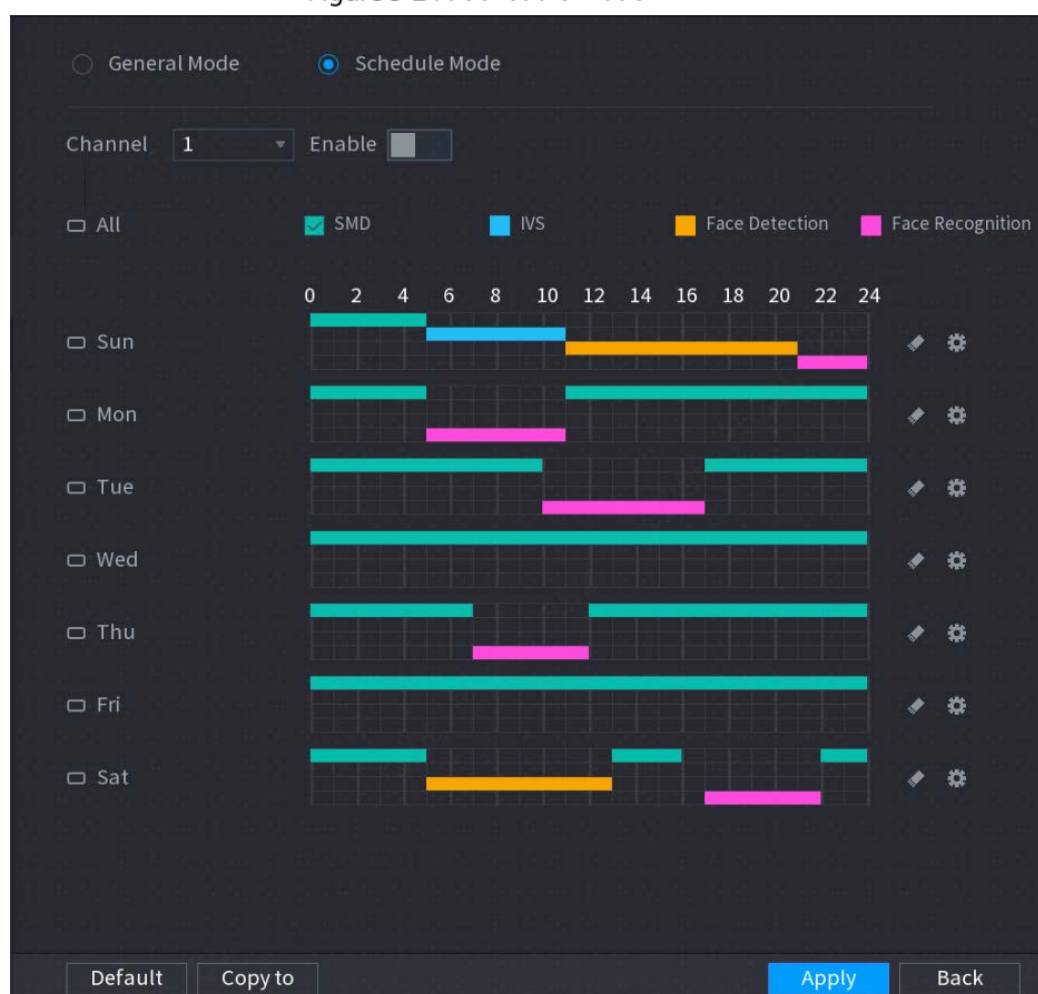 General Mode Schedule Mode
Channel 1 Enable
All SMD IVS Face Detection Face Recognition
0 2 4 6 8 10 12 14 16 18 20 22 24
Sun
Mon
Tue
Wed
Thu
Fri
Sat
Default Copy to Apply Back